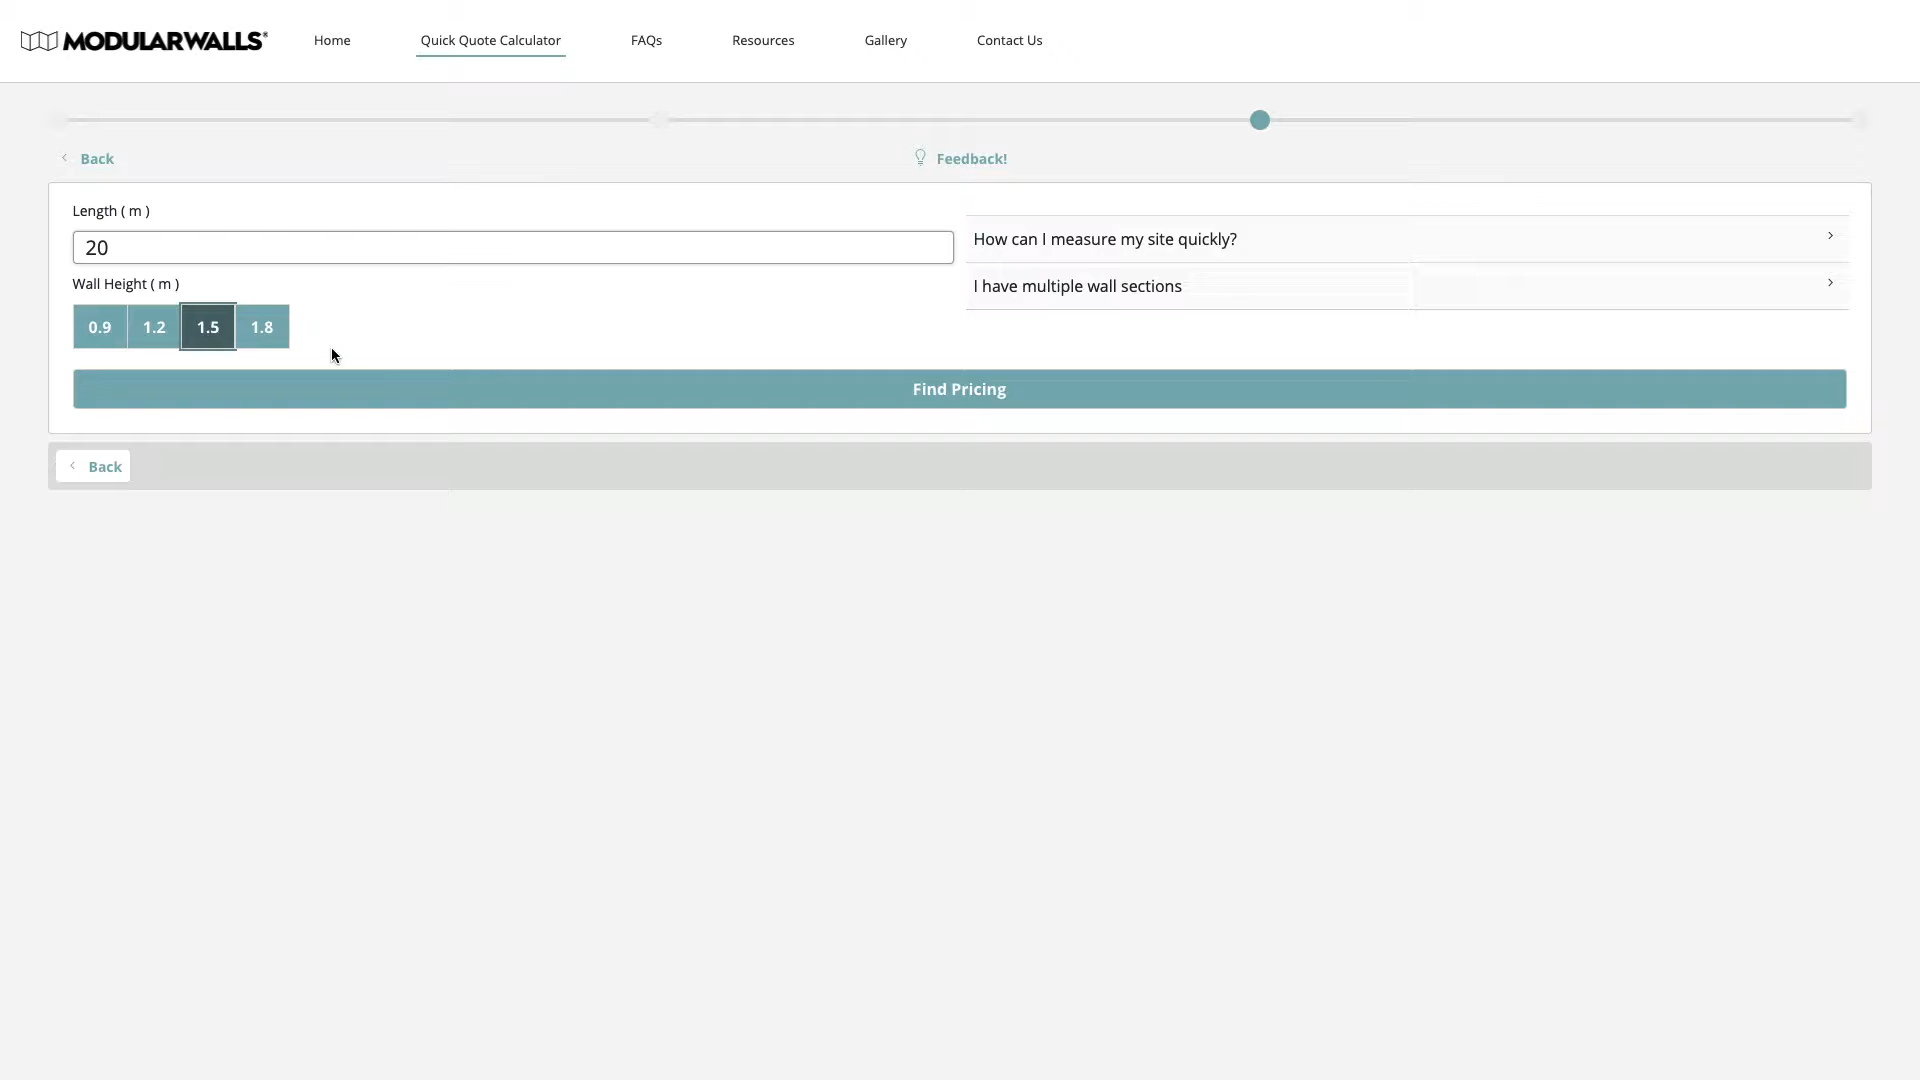 MODULARWALLS®
Home
Quick Quote Calculator
FAQs
Resources
Gallery
Contact Us
Back
Feedback!
Length ( m )
20
Wall Height ( m )
0.9
1.2
1.5
1.8
How can I measure my site quickly?
I have multiple wall sections
Find Pricing
Back